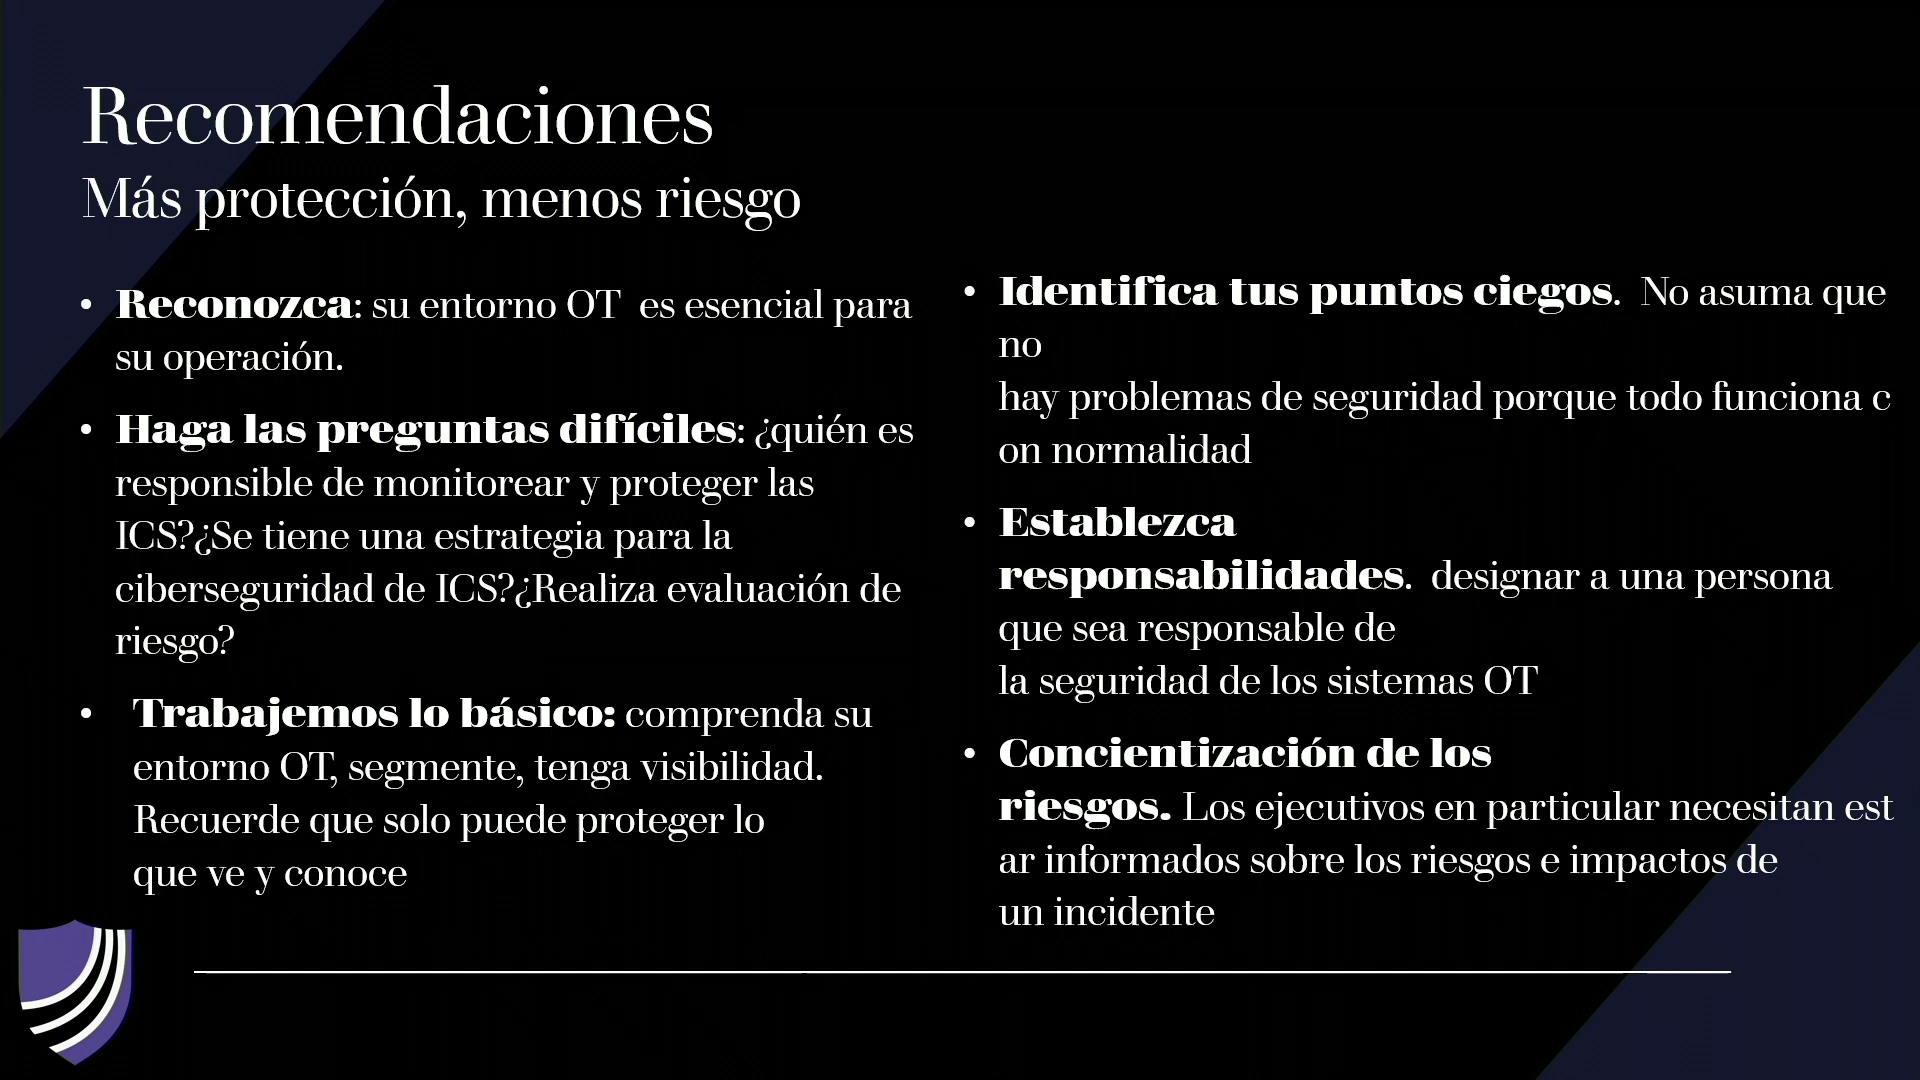 Recomendaciones
Más protección, menos riesgo
• Reconozca: su entorno OT  es esencial para
su operación.
• Haga las preguntas difíciles: ¿quién es
responsible de monitorear y proteger las
ICS?¿Se tiene una estrategia para la
ciberseguridad de ICS?¿Realiza evaluación de
riesgo?
• Trabajemos lo básico: comprenda su
entorno OT, segmente, tenga visibilidad.
Recuerde que solo puede proteger lo
que ve y conoce
• Identifica tus puntos ciegos.  No asuma que
no
hay problemas de seguridad porque todo funciona c
on normalidad
• Establezca
responsabilidades.  designar a una persona
que sea responsable de
la seguridad de los sistemas OT
• Concientización de los
riesgos. Los ejecutivos en particular necesitan est
ar informados sobre los riesgos e impactos de
un incidente